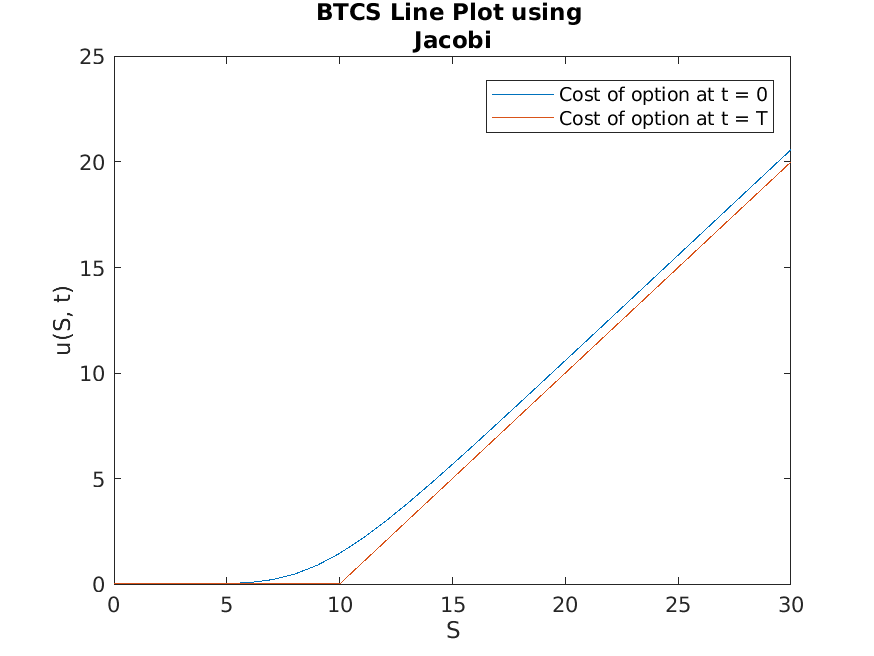 BTCS Line Plot using
Jacobi
25
20
15
10
5
0
u(S, t)
Cost of option at t = 0
Cost of option at t = T
0 5 10 15 20 25 30
S